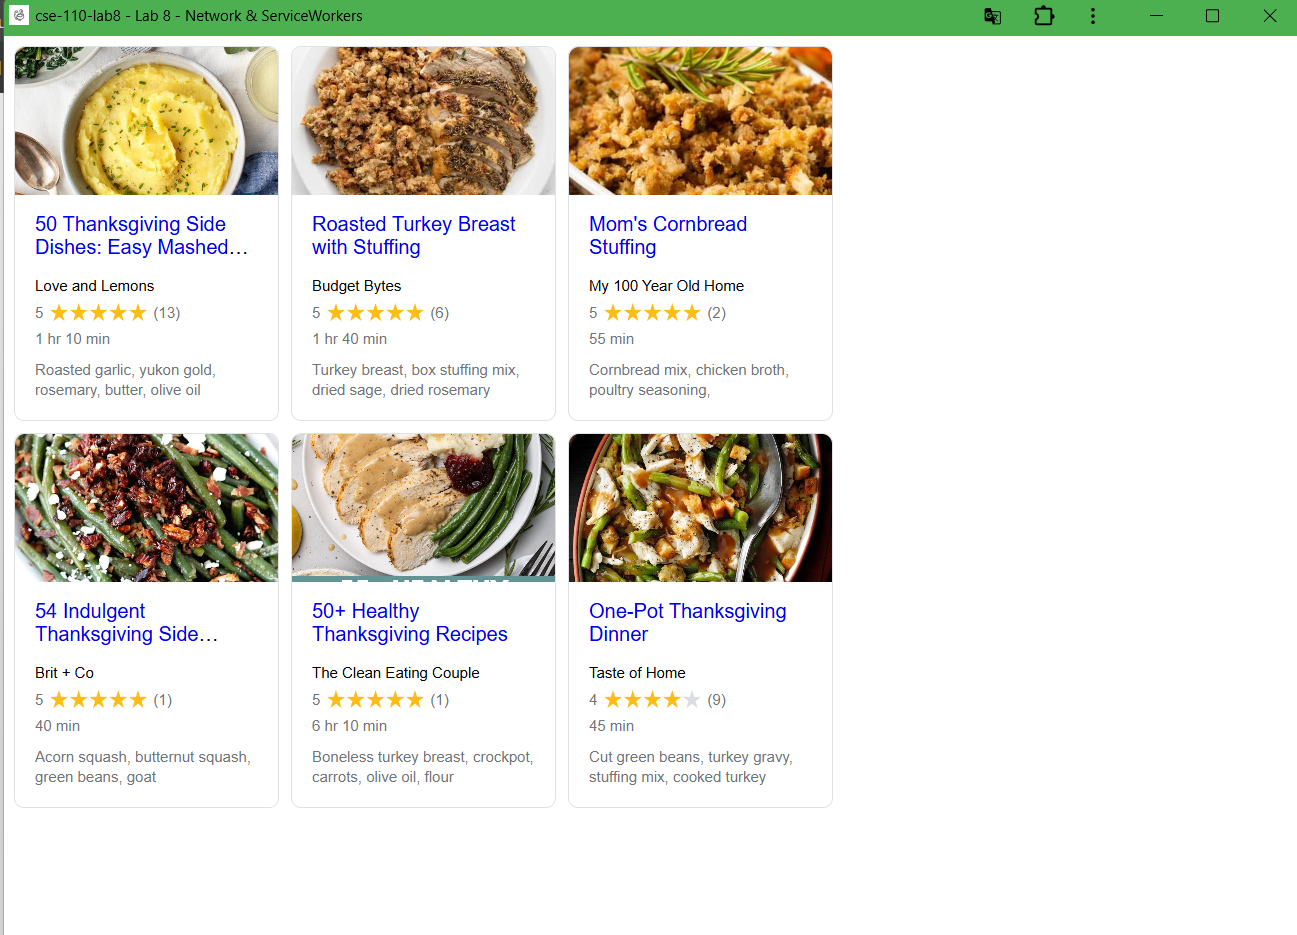 cse-110-lab8 - Lab 8 - Network & ServiceWorkers
50 Thanksgiving Side
Dishes: Easy Mashed…
Love and Lemons
5 ★★★★★ (13)
1 hr 10 min
Roasted garlic, yukon gold,
rosemary, butter, olive oil
Roasted Turkey Breast
with Stuffing
Budget Bytes
5 ★★★★★ (6)
1 hr 40 min
Turkey breast, box stuffing mix,
dried sage, dried rosemary
Mom's Cornbread
Stuffing
My 100 Year Old Home
5 ★★★★★ (2)
55 min
Cornbread mix, chicken broth,
poultry seasoning,
54 Indulgent
Thanksgiving Side…
Brit + Co
5 ★★★★★ (1)
40 min
Acorn squash, butternut squash,
green beans, goat
50+ Healthy
Thanksgiving Recipes
The Clean Eating Couple
5 ★★★★★ (1)
6 hr 10 min
Boneless turkey breast, crockpot,
carrots, olive oil, flour
One-Pot Thanksgiving
Dinner
Taste of Home
4 ★★★★★ (9)
45 min
Cut green beans, turkey gravy,
stuffing mix, cooked turkey